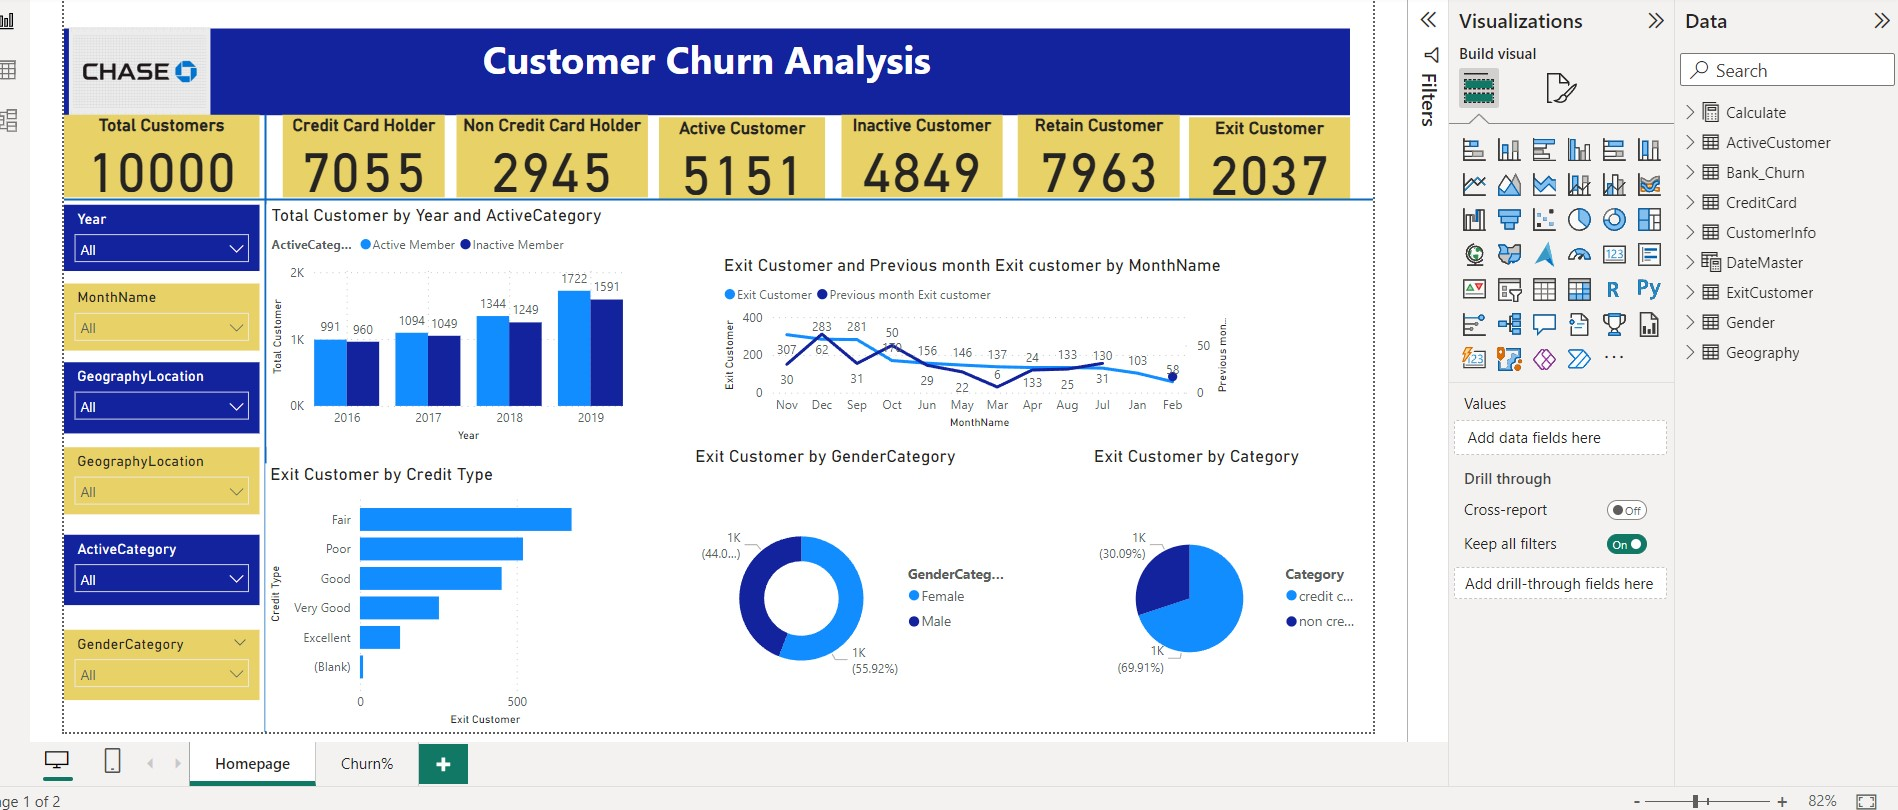 CHASE
Customer Churn Analysis
Total Customers
10000
Credit Card Holder
7055
Non Credit Card Holder
2945
Active Customer
5151
Inactive Customer
4849
Retain Customer
7963
Exit Customer
2037
Year
All
MonthName
All
GeographyLocation
All
GeographyLocation
All
ActiveCategory
All
GenderCategory
All
Total Customer by Year and ActiveCategory
ActiveCateg... Active Member Inactive Member
Total Customer
2K
1K
0K
991 960 1094 1049 1344 1249 1722 1591
2016 2017 2018 2019
Year
Exit Customer and Previous month Exit customer by MonthName
Exit Customer Previous month Exit customer
Exit Customer
400
200
0
307 283 281 156 146 137 24 133 130 103 58
30 62 31 50 29 22 6 133 25 31
50
0
Previous mon...
Nov Dec Sep Oct Jun May Mar Apr Aug Jul Jan Feb
MonthName
Exit Customer by Credit Type
Credit Type
Fair
Poor
Good
Very Good
Excellent
(Blank)
0 500
Exit Customer
Exit Customer by GenderCategory
1K
(44.0...)
1K
(55.92%)
GenderCateg...
Female
Male
Exit Customer by Category
1K
(30.09%)
1K
(69.91%)
Category
credit c...
non cre...
Filters
Visualizations
Build visual
123
R Py
123
...
Values
Add data fields here
Drill through
Cross-report
Off
Keep all filters
On
Add drill-through fields here
Data
Search
Calculate
ActiveCustomer
Bank_Churn
CreditCard
CustomerInfo
DateMaster
ExitCustomer
Gender
Geography
Homepage
Churn%
+
ge 1 of 2
- + 82%